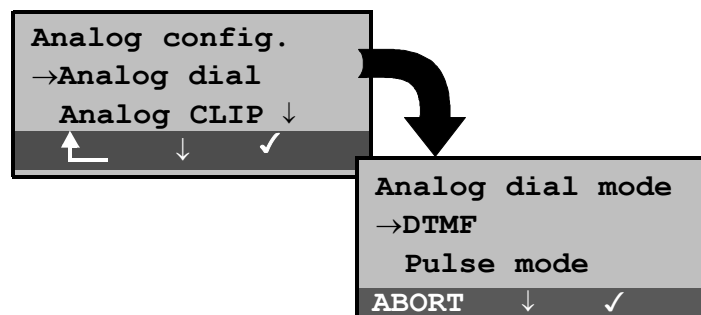 Analog config.
→Analog dial
Analog CLIP ↓
↓ ✓
Analog dial mode
→DTMF
Pulse mode
ABORT ↓ ✓